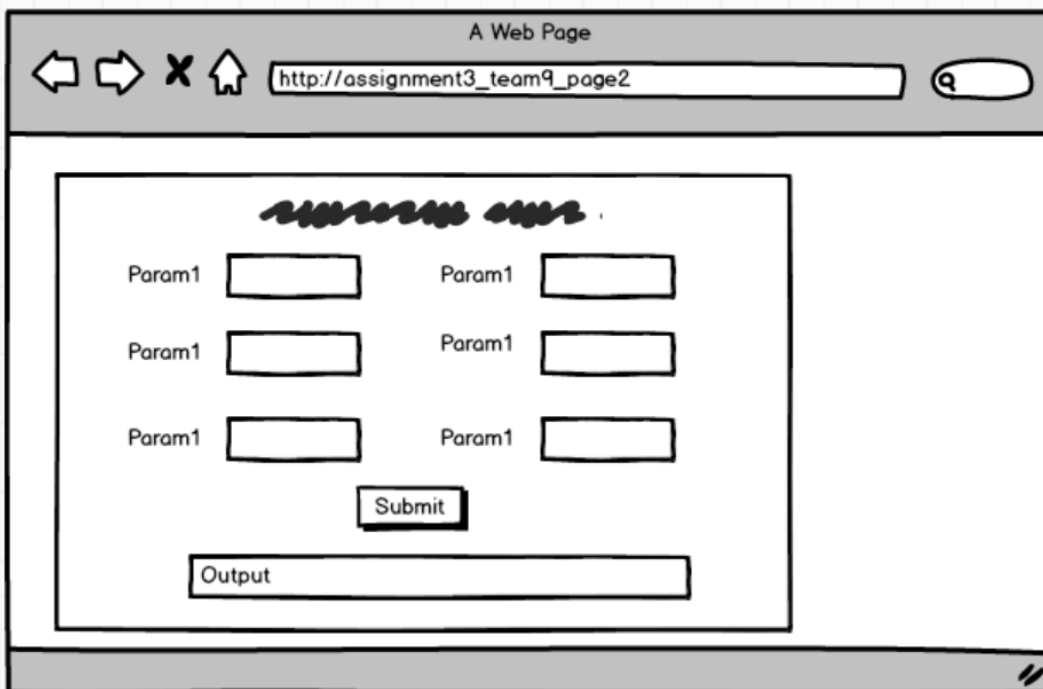 A Web Page
http://assignment3_team9_page2
Param1 Param1
Param1 Param1
Param1 Param1
Submit
Output